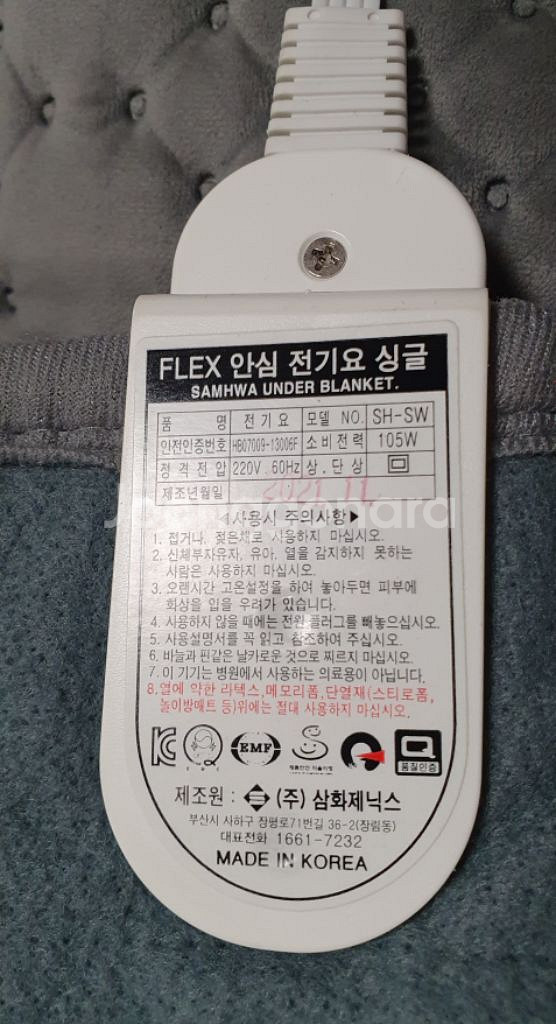 FLEX 안심 전기요 싱글
SAMHWA UNDER BLANKET.
품 명 전기요 모델 NO. SH-SW
안전인증번호 HB07009-13006F 소비전력 105W
정격전압 220V, 60Hz 상, 단상
제조년월일 2021.11
◀사용시 주의사항▶
1. 접거나, 젖은채로 사용하지 마십시오.
2. 신체부자유자, 유아, 열을 감지하지 못하는
사람은 사용하지 마십시오.
3. 오랜시간 고온설정을 하여 놓아두면 피부에
화상을 입을 우려가 있습니다.
4. 사용하지 않을 때에는 전원 플러그를 빼놓으십시오.
5. 사용설명서를 꼭 읽고 참조하여 주십시오.
6. 바늘과 핀같은 날카로운 것으로 찌르지 마십시오.
7. 이 기기는 병원에서 사용하는 의료용이 아닙니다.
8. 열에 약한 라텍스, 메모리폼, 단열재(스티로폼,
놀이방매트 등)위에는 절대 사용하지 마십시오.
EMF
품질인증
제조원 : (주) 삼화제닉스
부산시 사하구 장평로71번길 36-2(장림동)
대표전화 1661-7232
MADE IN KOREA